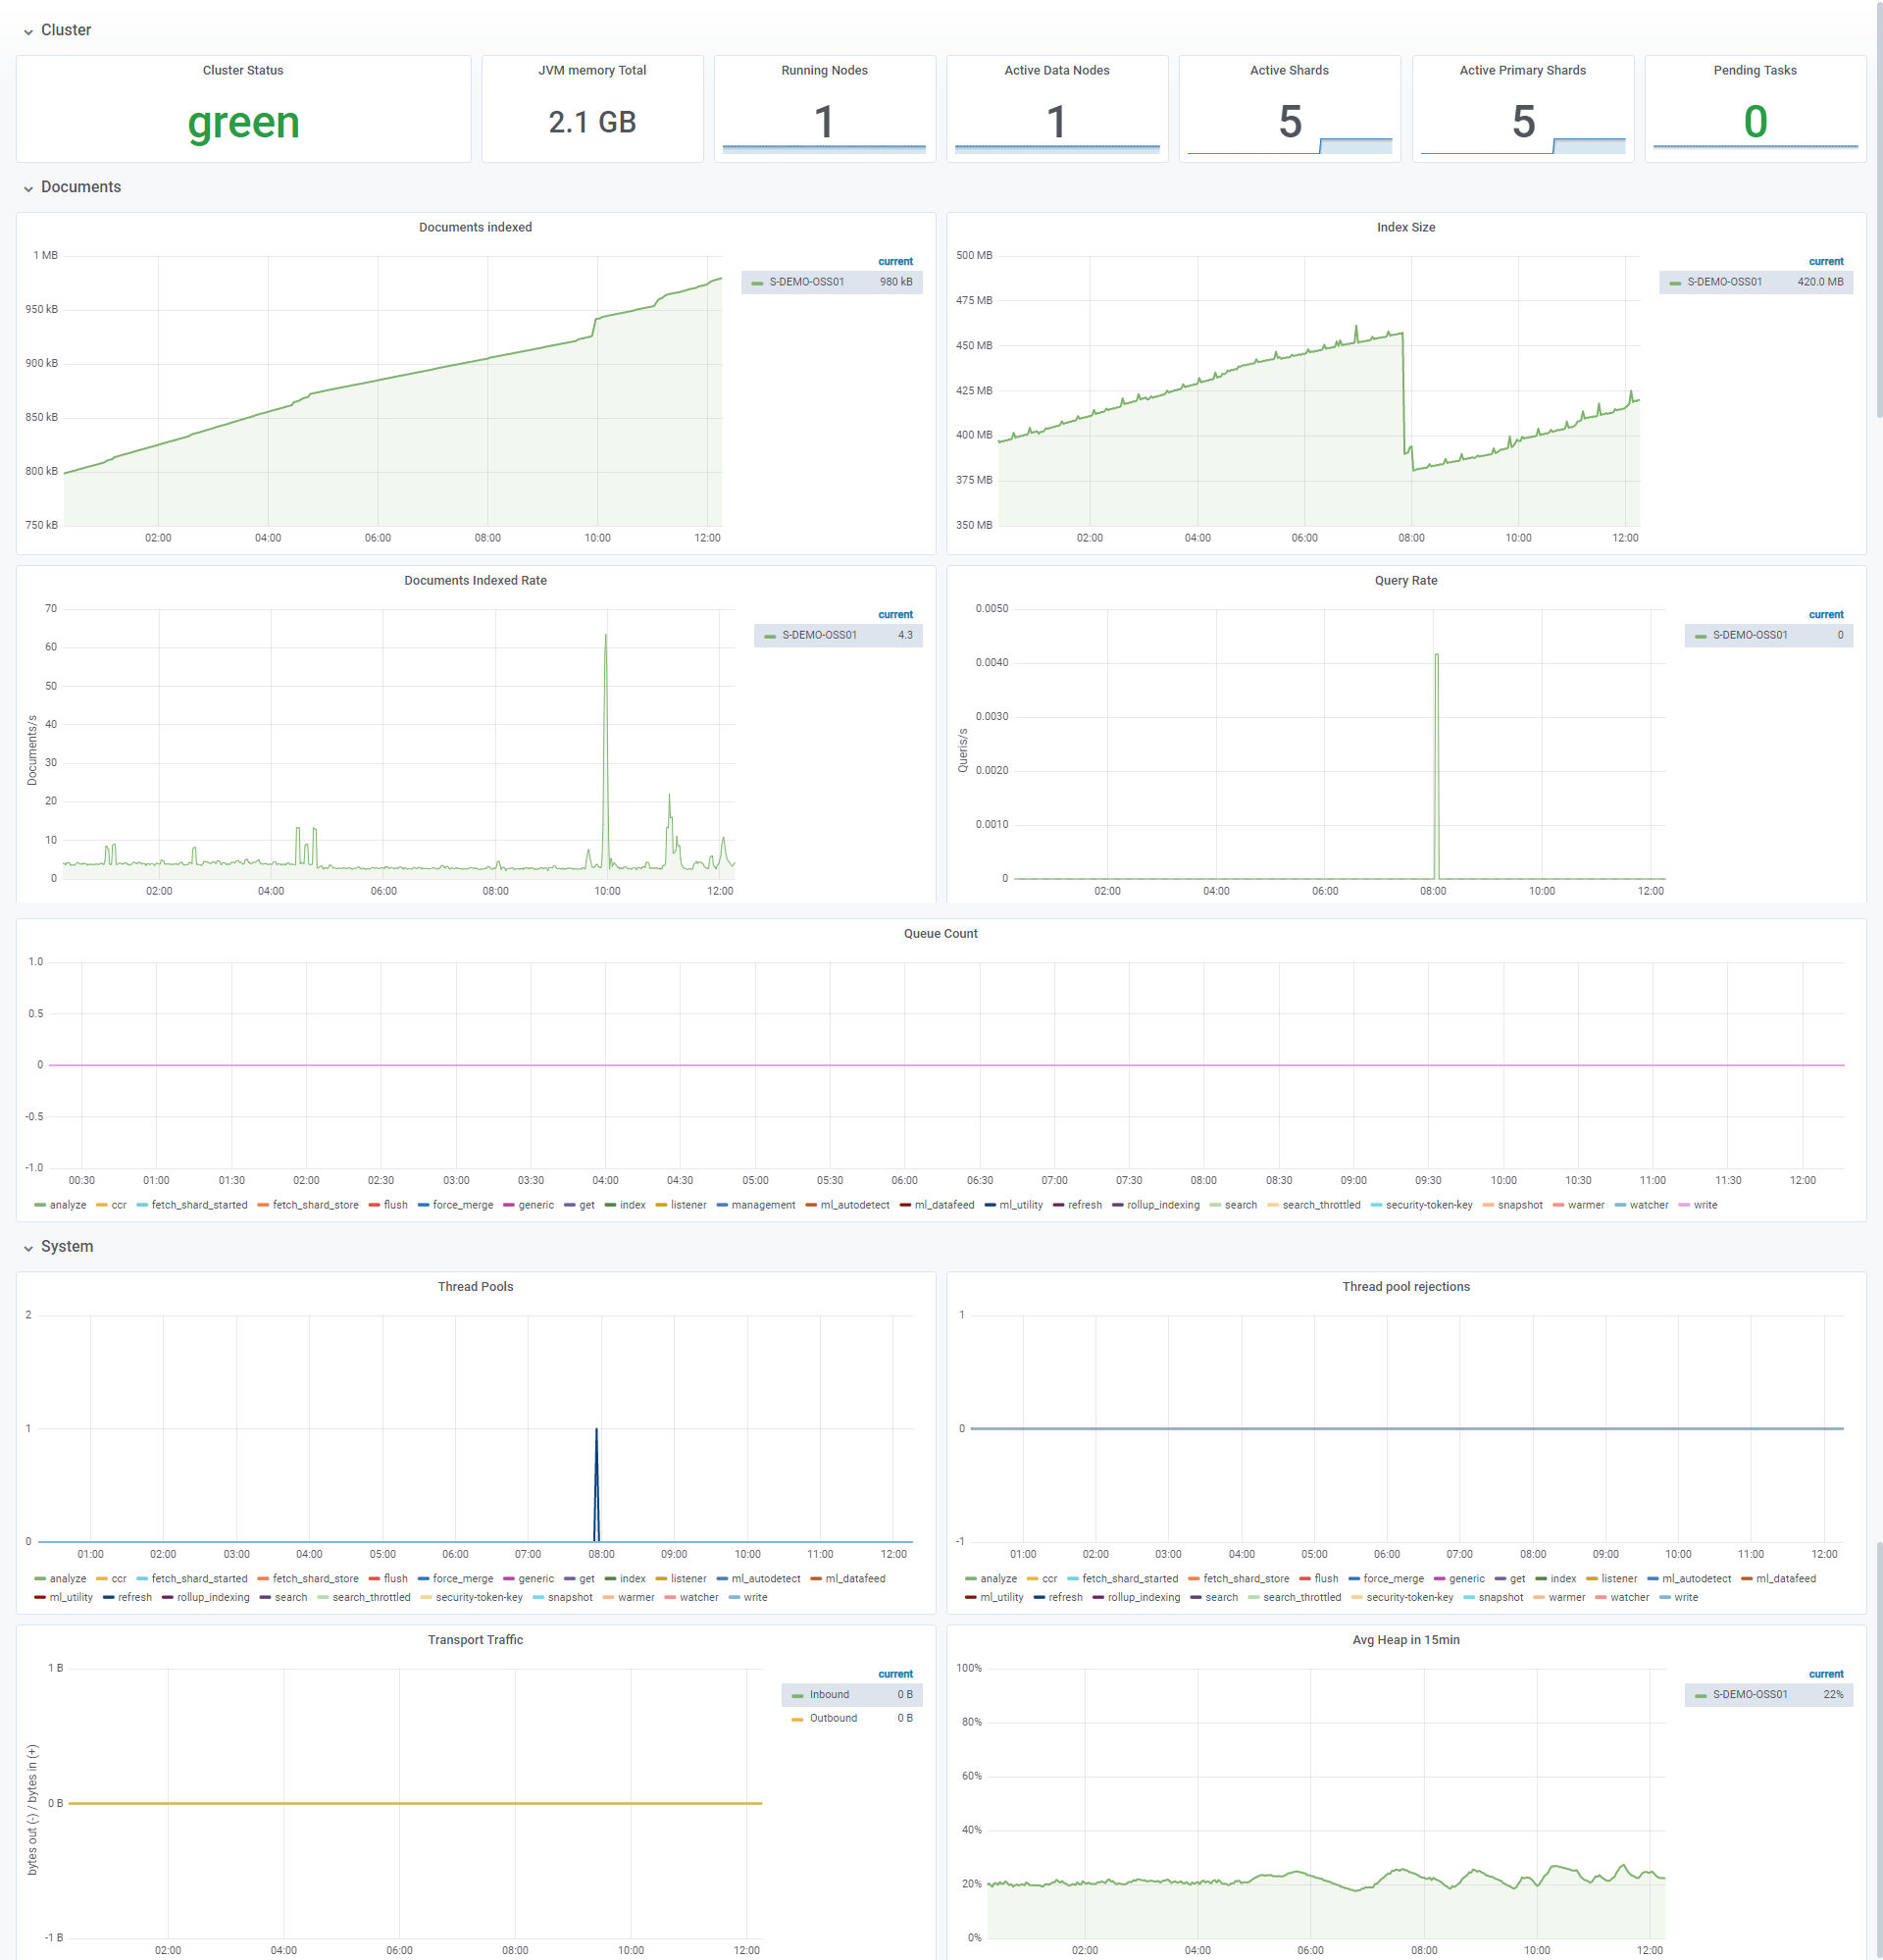 Cluster
Cluster Status
green
JVM memory Total
2.1 GB
Running Nodes
1
Active Data Nodes
1
Active Shards
5
Active Primary Shards
5
Pending Tasks
0
Documents
Documents indexed
1 MB
950 kB
900 kB
850 kB
800 kB
750 kB
02:00 04:00 06:00 08:00 10:00 12:00
current
S-DEMO-OSS01 980 kB
Index Size
500 MB
475 MB
450 MB
425 MB
400 MB
375 MB
350 MB
02:00 04:00 06:00 08:00 10:00 12:00
current
S-DEMO-OSS01 420.0 MB
Documents Indexed Rate
Documents/s
70
60
50
40
30
20
10
0
02:00 04:00 06:00 08:00 10:00 12:00
current
S-DEMO-OSS01 4.3
Query Rate
Queris/s
0.0050
0.0040
0.0030
0.0020
0.0010
0
02:00 04:00 06:00 08:00 10:00 12:00
current
S-DEMO-OSS01 0
Queue Count
1.0
0.5
0
-0.5
-1.0
00:30 01:00 01:30 02:00 02:30 03:00 03:30 04:00 04:30 05:00 05:30 06:00 06:30 07:00 07:30 08:00 08:30 09:00 09:30 10:00 10:30 11:00 11:30 12:00
analyze ccr fetch_shard_started fetch_shard_store flush force_merge generic get index listener management ml_autodetect ml_datafeed ml_utility refresh rollup_indexing search search_throttled security-token-key snapshot warmer watcher write
System
Thread Pools
2
1
0
01:00 02:00 03:00 04:00 05:00 06:00 07:00 08:00 09:00 10:00 11:00 12:00
analyze ccr fetch_shard_started fetch_shard_store flush force_merge generic get index listener ml_autodetect ml_datafeed
ml_utility refresh rollup_indexing search search_throttled security-token-key snapshot warmer watcher write
Thread pool rejections
1
0
-1
01:00 02:00 03:00 04:00 05:00 06:00 07:00 08:00 09:00 10:00 11:00 12:00
analyze ccr fetch_shard_started fetch_shard_store flush force_merge generic get index listener ml_autodetect ml_datafeed
ml_utility refresh rollup_indexing search search_throttled security-token-key snapshot warmer watcher write
Transport Traffic
bytes out (-) / bytes in (+)
1 B
0 B
-1 B
02:00 04:00 06:00 08:00 10:00 12:00
current
Inbound 0 B
Outbound 0 B
Avg Heap in 15min
100%
80%
60%
40%
20%
0%
02:00 04:00 06:00 08:00 10:00 12:00
current
S-DEMO-OSS01 22%